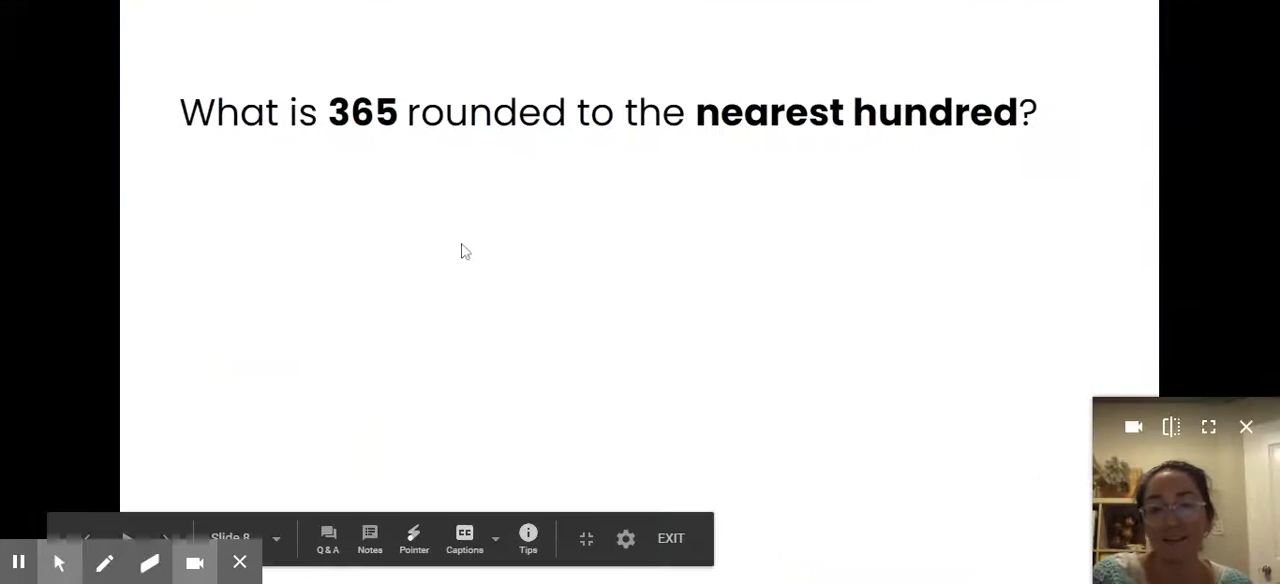 What is 365 rounded to the nearest hundred?
Slide 8
Q & A Notes Pointer Captions Tips EXIT